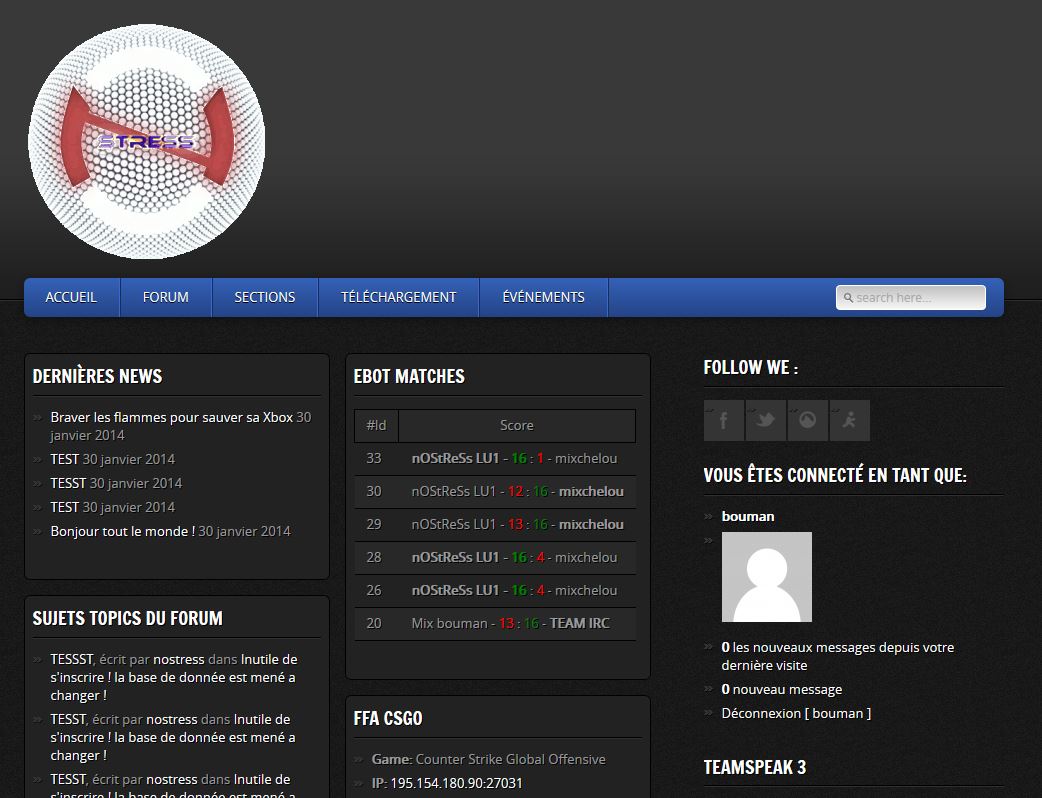 STRESS
ACCUEIL FORUM SECTIONS TÉLÉCHARGEMENT ÉVÉNEMENTS search here...
DERNIÈRES NEWS
Braver les flammes pour sauver sa Xbox 30
janvier 2014
TEST 30 janvier 2014
TESST 30 janvier 2014
TEST 30 janvier 2014
Bonjour tout le monde ! 30 janvier 2014
SUJETS TOPICS DU FORUM
TESSST, écrit par nostress dans Inutile de
s'inscrire ! la base de donnée est mené a
changer !
TESST, écrit par nostress dans Inutile de
s'inscrire ! la base de donnée est mené a
changer !
TESST, écrit par nostress dans Inutile de
s'inscrire ! la base de donnée est mené a
EBOT MATCHES
#Id Score
33 nOStReSs LU1 - 16 : 1 - mixchelou
30 nOStReSs LU1 - 12 : 16 - mixchelou
29 nOStReSs LU1 - 13 : 16 - mixchelou
28 nOStReSs LU1 - 16 : 4 - mixchelou
26 nOStReSs LU1 - 16 : 4 - mixchelou
20 Mix bouman - 13 : 16 - TEAM IRC
FFA CSGO
Game: Counter Strike Global Offensive
IP: 195.154.180.90:27031
FOLLOW WE :
VOUS ÊTES CONNECTÉ EN TANT QUE:
bouman
0 les nouveaux messages depuis votre
dernière visite
0 nouveau message
Déconnexion [ bouman ]
TEAMSPEAK 3